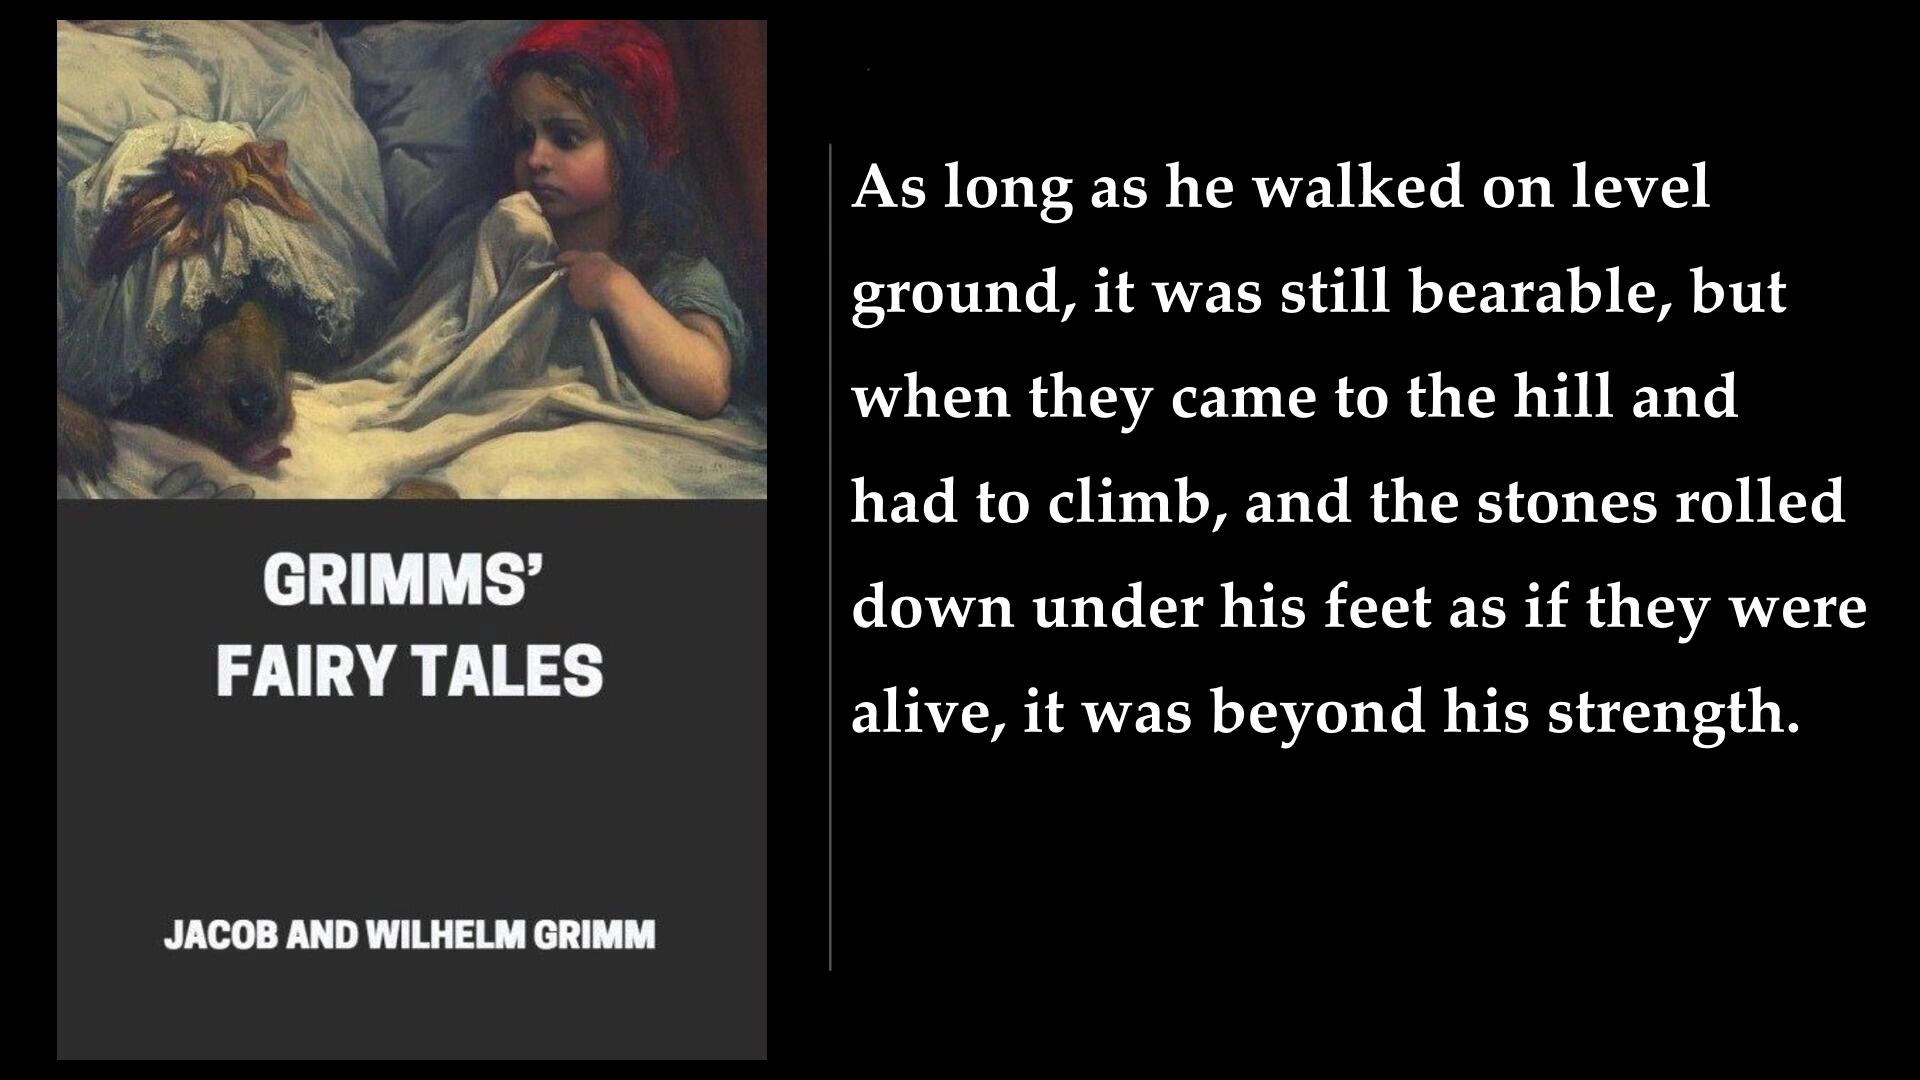 GRIMMS’
FAIRY TALES
JACOB AND WILHELM GRIMM
As long as he walked on level
ground, it was still bearable, but
when they came to the hill and
had to climb, and the stones rolled
down under his feet as if they were
alive, it was beyond his strength.